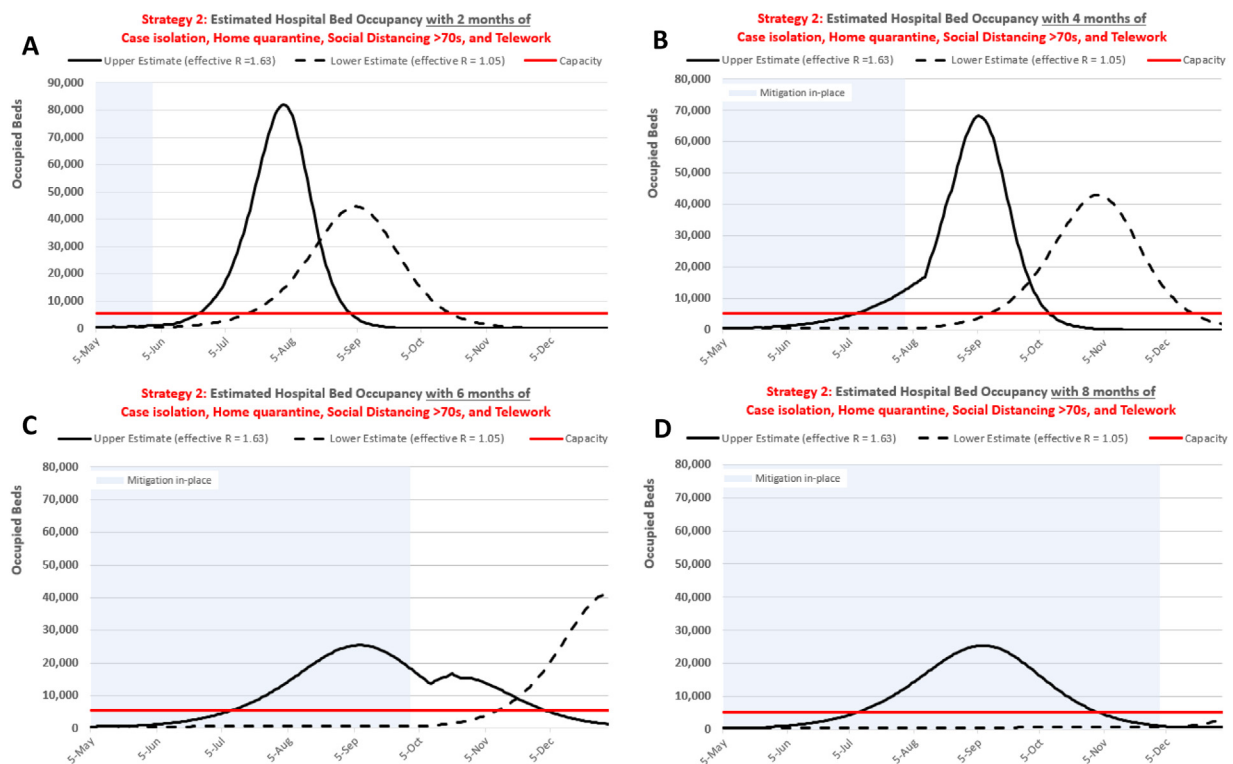 A
Strategy 2: Estimated Hospital Bed Occupancy with 2 months of
Case isolation, Home quarantine, Social Distancing >70s, and Telework
Upper Estimate (effective R =1.63)
Lower Estimate (effective R = 1.05)
Capacity
Occupied Beds
90,000
80,000
70,000
60,000
50,000
40,000
30,000
20,000
10,000
0
5-May
5-Jun
5-Jul
5-Aug
5-Sep
5-Oct
5-Nov
5-Dec
B
Strategy 2: Estimated Hospital Bed Occupancy with 4 months of
Case isolation, Home quarantine, Social Distancing >70s, and Telework
Upper Estimate (effective R =1.63)
Lower Estimate (effective R = 1.05)
Capacity
Mitigation in-place
Occupied Beds
80,000
70,000
60,000
50,000
40,000
30,000
20,000
10,000
0
5-May
5-Jun
5-Jul
5-Aug
5-Sep
5-Oct
5-Nov
5-Dec
C
Strategy 2: Estimated Hospital Bed Occupancy with 6 months of
Case isolation, Home quarantine, Social Distancing >70s, and Telework
Upper Estimate (effective R = 1.63)
Lower Estimate (effective R = 1.05)
Capacity
Mitigation in-place
Occupied Beds
80,000
70,000
60,000
50,000
40,000
30,000
20,000
10,000
0
5-May
5-Jun
5-Jul
5-Aug
5-Sep
5-Oct
5-Nov
5-Dec
D
Strategy 2: Estimated Hospital Bed Occupancy with 8 months of
Case isolation, Home quarantine, Social Distancing >70s, and Telework
Upper Estimate (effective R = 1.63)
Lower Estimate (effective R = 1.05)
Capacity
Mitigation in-place
Occupied Beds
80,000
70,000
60,000
50,000
40,000
30,000
20,000
10,000
0
5-May
5-Jun
5-Jul
5-Aug
5-Sep
5-Oct
5-Nov
5-Dec